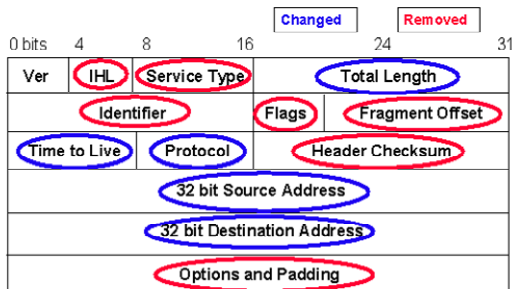 Changed Removed
0 bits 4 8 16 24 31
Ver IHL Service Type Total Length
Identifier Flags Fragment Offset
Time to Live Protocol Header Checksum
32 bit Source Address
32 bit Destination Address
Options and Padding